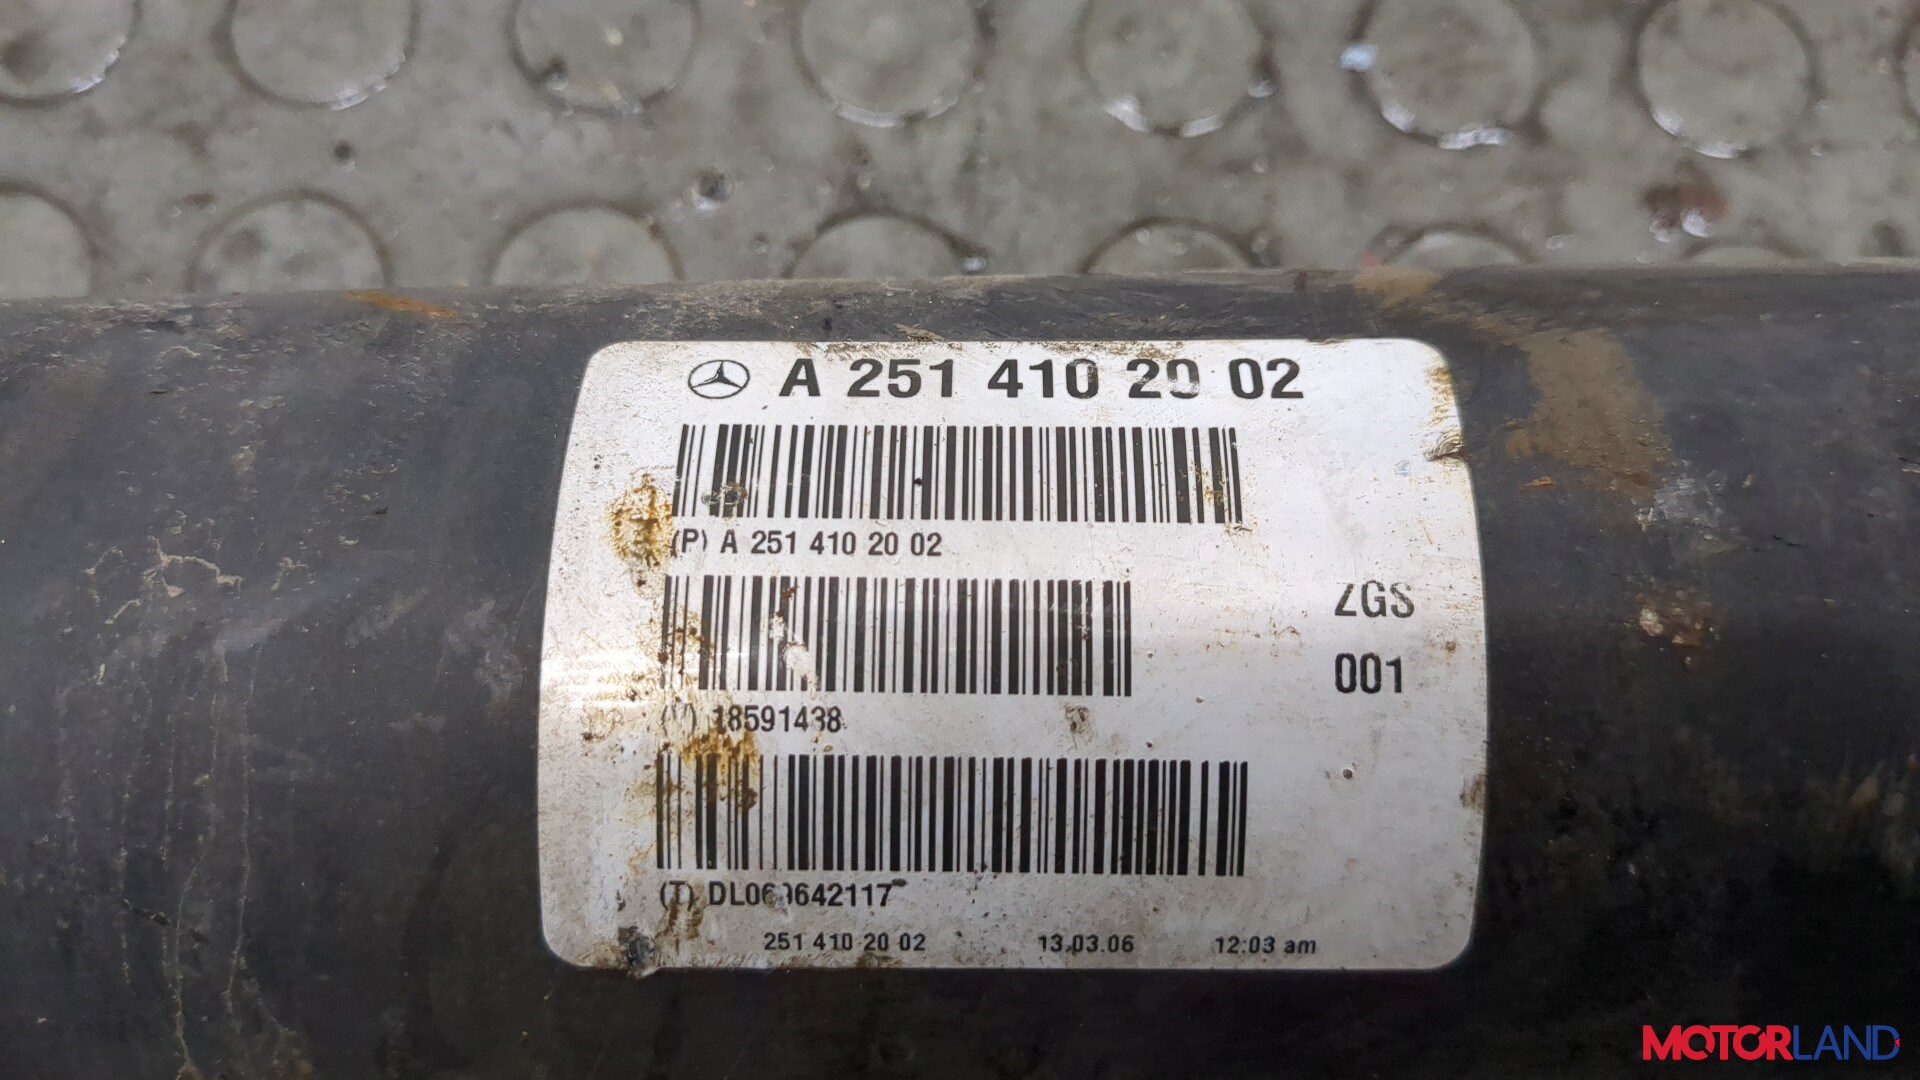 A 251 410 20 02
(P) A 251 410 20 02
ZGS
001
18591438
(T) DL060642117
251 410 20 02 13.03.06 12:03 am
MOTORLAND